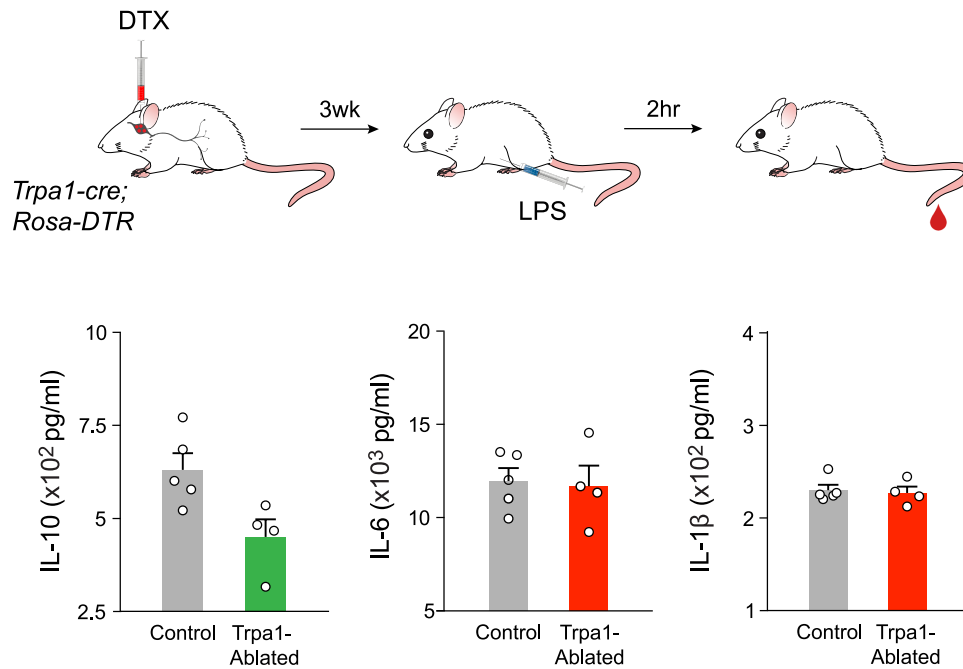 DTX
3wk
2hr
Trpa1-cre;
Rosa-DTR
LPS
IL-10 (x10² pg/ml)
10
7.5
5
2.5
Control
Trpa1-
Ablated
IL-6 (x10³ pg/ml)
20
15
10
5
Control
Trpa1-
Ablated
IL-1β (x10² pg/ml)
4
3
2
1
Control
Trpa1-
Ablated